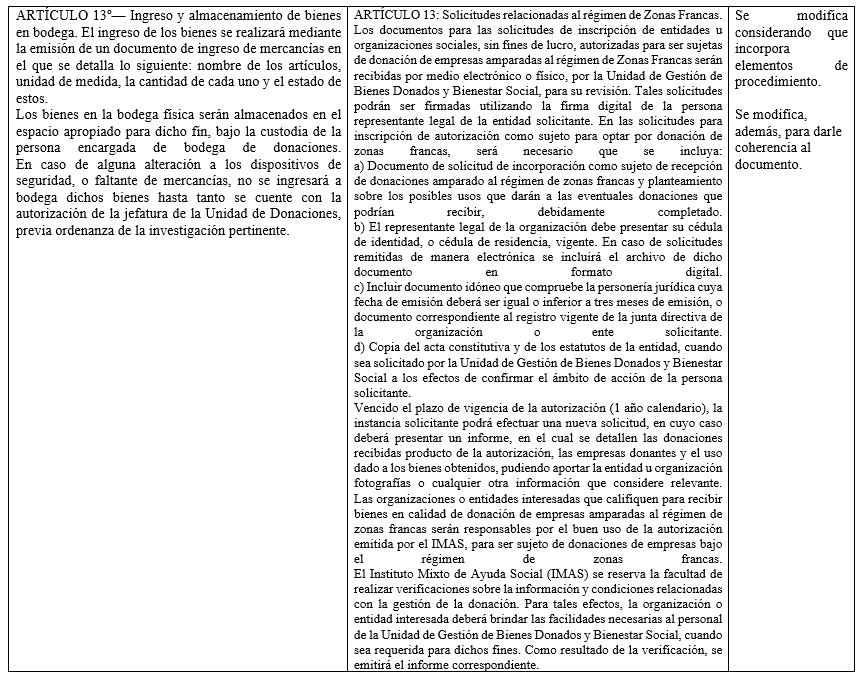 ARTÍCULO 13º— Ingreso y almacenamiento de bienes
en bodega. El ingreso de los bienes se realizará mediante
la emisión de un documento de ingreso de mercancías en
el que se detalla lo siguiente: nombre de los artículos,
unidad de medida, la cantidad de cada uno y el estado de
estos.
Los bienes en la bodega física serán almacenados en el
espacio apropiado para dicho fin, bajo la custodia de la
persona encargada de bodega de donaciones.
En caso de alguna alteración a los dispositivos de
seguridad, o faltante de mercancías, no se ingresará a
bodega dichos bienes hasta tanto se cuente con la
autorización de la jefatura de la Unidad de Donaciones,
previa ordenanza de la investigación pertinente.
ARTÍCULO 13: Solicitudes relacionadas al régimen de Zonas Francas.
Los documentos para las solicitudes de inscripción de entidades u
organizaciones sociales, sin fines de lucro, autorizadas para ser sujetas
de donación de empresas amparadas al régimen de Zonas Francas serán
recibidas por medio electrónico o físico, por la Unidad de Gestión de
Bienes Donados y Bienestar Social, para su revisión. Tales solicitudes
podrán ser firmadas utilizando la firma digital de la persona
representante legal de la entidad solicitante. En las solicitudes para
inscripción de autorización como sujeto para optar por donación de
zonas francas, será necesario que se incluya:
a) Documento de solicitud de incorporación como sujeto de recepción
de donaciones amparado al régimen de zonas francas y planteamiento
sobre los posibles usos que darán a las eventuales donaciones que
podrían recibir, debidamente completado.
b) El representante legal de la organización debe presentar su cédula
de identidad, o cédula de residencia, vigente. En caso de solicitudes
remitidas de manera electrónica se incluirá el archivo de dicho
documento en formato digital.
c) Incluir documento idóneo que compruebe la personería jurídica cuya
fecha de emisión deberá ser igual o inferior a tres meses de emisión, o
documento correspondiente al registro vigente de la junta directiva de
la organización o ente solicitante.
d) Copia del acta constitutiva y de los estatutos de la entidad, cuando
sea solicitado por la Unidad de Gestión de Bienes Donados y Bienestar
Social a los efectos de confirmar el ámbito de acción de la persona
solicitante.
Vencido el plazo de vigencia de la autorización (1 año calendario), la
instancia solicitante podrá efectuar una nueva solicitud, en cuyo caso
deberá presentar un informe, en el cual se detallen las donaciones
recibidas producto de la autorización, las empresas donantes y el uso
dado a los bienes obtenidos, pudiendo aportar la entidad u organización
fotografías o cualquier otra información que considere relevante.
Las organizaciones o entidades interesadas que califiquen para recibir
bienes en calidad de donación de empresas amparadas al régimen de
zonas francas serán responsables por el buen uso de la autorización
emitida por el IMAS, para ser sujeto de donaciones de empresas bajo
el régimen de zonas francas.
El Instituto Mixto de Ayuda Social (IMAS) se reserva la facultad de
realizar verificaciones sobre la información y condiciones relacionadas
con la gestión de la donación. Para tales efectos, la organización o
entidad interesada deberá brindar las facilidades necesarias al personal
de la Unidad de Gestión de Bienes Donados y Bienestar Social, cuando
sea requerida para dichos fines. Como resultado de la verificación, se
emitirá el informe correspondiente.
Se modifica
considerando que
incorpora
elementos de
procedimiento.
Se modifica,
además, para darle
coherencia al
documento.